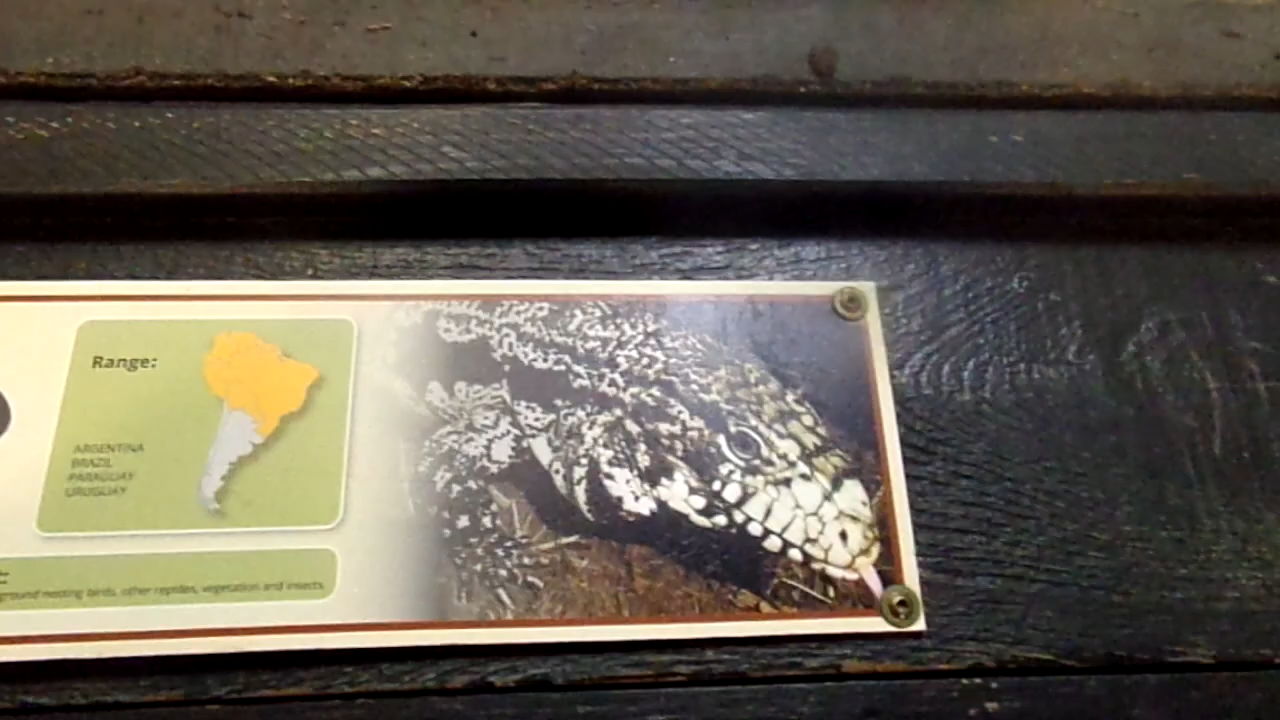 Range:
ARGENTINA
BRAZIL
PARAGUAY
URUGUAY
ground nesting birds, other reptiles, vegetation and insects.